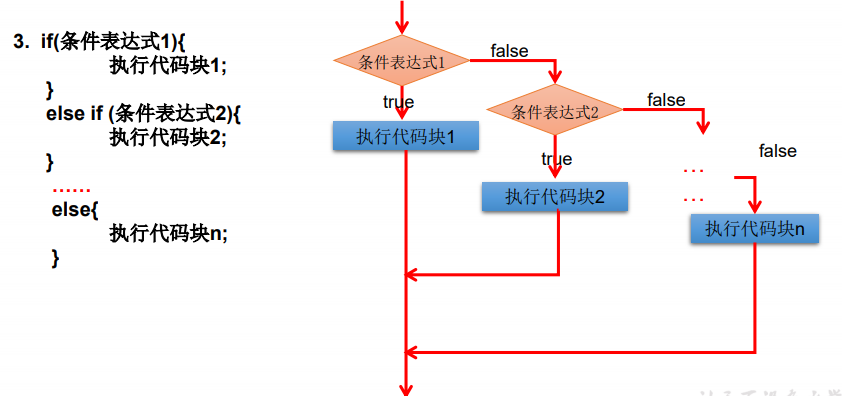 3. if(条件表达式1){
执行代码块1;
}
else if (条件表达式2){
执行代码块2;
}
……
else{
执行代码块n;
}
条件表达式1
false
true
执行代码块1
条件表达式2
false
true
执行代码块2
…
…
false
执行代码块n